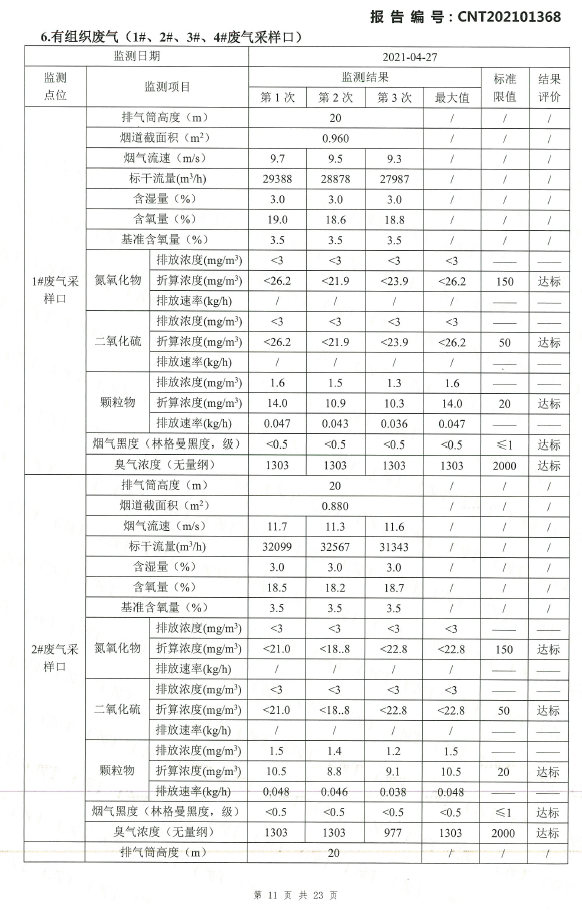 报告编号:CNT202101368
6.有组织废气（1#、2#、3#、4#废气采样口）
监测日期 2021-04-27
监测点位 监测项目 监测结果 标准限值 结果评价
第 1 次 第 2 次 第 3 次 最大值
1#废气采样口
排气筒高度（m） 20 / / /
烟道截面积（m²） 0.960 / / /
烟气流速（m/s） 9.7 9.5 9.3 / / /
标干流量(m³/h) 29388 28878 27987 / / /
含湿量（%） 3.0 3.0 3.0 / / /
含氧量（%） 19.0 18.6 18.8 / / /
基准含氧量（%） 3.5 3.5 3.5 / / /
氮氧化物 排放浓度(mg/m³) <3 <3 <3 <3 —— ——
折算浓度(mg/m³) <26.2 <21.9 <23.9 <26.2 150 达标
排放速率(kg/h) / / / / —— ——
二氧化硫 排放浓度(mg/m³) <3 <3 <3 <3 —— ——
折算浓度(mg/m³) <26.2 <21.9 <23.9 <26.2 50 达标
排放速率(kg/h) / / / / —— ——
颗粒物 排放浓度(mg/m³) 1.6 1.5 1.3 1.6 —— ——
折算浓度(mg/m³) 14.0 10.9 10.3 14.0 20 达标
排放速率(kg/h) 0.047 0.043 0.036 0.047 —— ——
烟气黑度（林格曼黑度，级） <0.5 <0.5 <0.5 <0.5 ≤1 达标
臭气浓度（无量纲） 1303 1303 1303 1303 2000 达标
2#废气采样口
排气筒高度（m） 20 / / /
烟道截面积（m²） 0.880 / / /
烟气流速（m/s） 11.7 11.3 11.6 / / /
标干流量(m³/h) 32099 32567 31343 / / /
含湿量（%） 3.0 3.0 3.0 / / /
含氧量（%） 18.5 18.2 18.7 / / /
基准含氧量（%） 3.5 3.5 3.5 / / /
氮氧化物 排放浓度(mg/m³) <3 <3 <3 <3 —— ——
折算浓度(mg/m³) <21.0 <18..8 <22.8 <22.8 150 达标
排放速率(kg/h) / / / / —— ——
二氧化硫 排放浓度(mg/m³) <3 <3 <3 <3 —— ——
折算浓度(mg/m³) <21.0 <18..8 <22.8 <22.8 50 达标
排放速率(kg/h) / / / / —— ——
颗粒物 排放浓度(mg/m³) 1.5 1.4 1.2 1.5 —— ——
折算浓度(mg/m³) 10.5 8.8 9.1 10.5 20 达标
排放速率(kg/h) 0.048 0.046 0.038 0.048 —— ——
烟气黑度（林格曼黑度，级） <0.5 <0.5 <0.5 <0.5 ≤1 达标
臭气浓度（无量纲） 1303 1303 977 1303 2000 达标
排气筒高度（m） 20 / / /
第 11 页 共 23 页